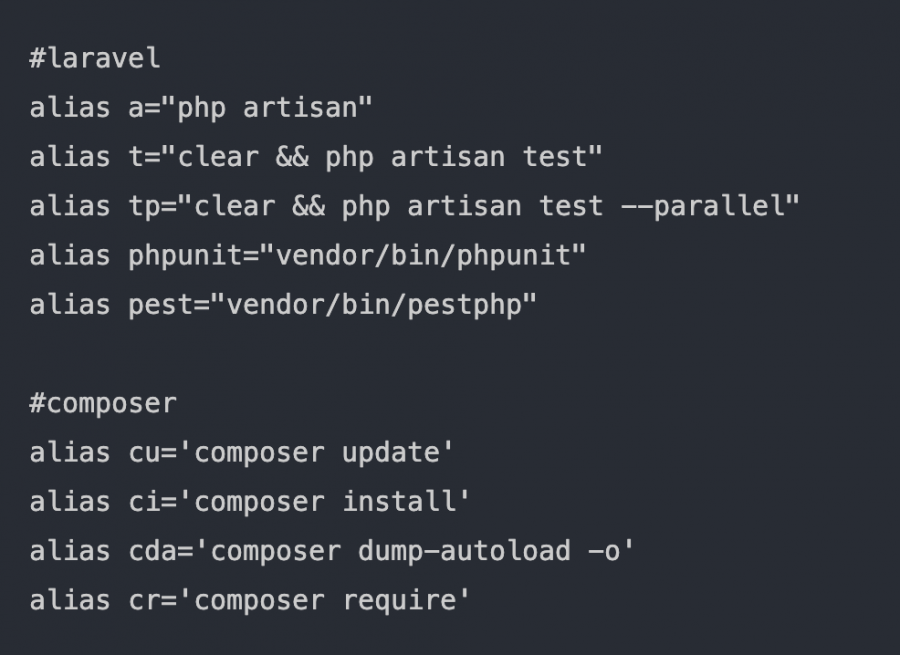 #laravel
alias a="php artisan"
alias t="clear && php artisan test"
alias tp="clear && php artisan test --parallel"
alias phpunit="vendor/bin/phpunit"
alias pest="vendor/bin/pestphp"
#composer
alias cu='composer update'
alias ci='composer install'
alias cda='composer dump-autoload -o'
alias cr='composer require'